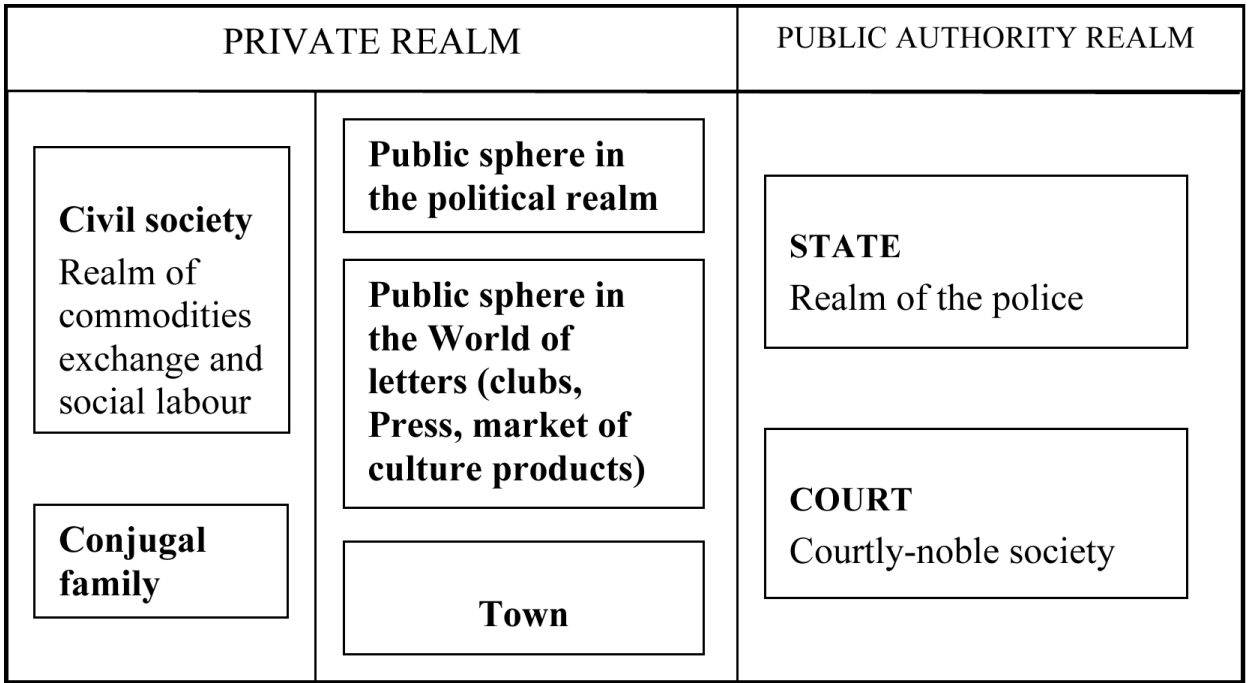 PRIVATE REALM
PUBLIC AUTHORITY REALM
Civil society
Realm of
commodities
exchange and
social labour
Conjugal
family
Public sphere in
the political realm
Public sphere in
the World of
letters (clubs,
Press, market of
culture products)
Town
STATE
Realm of the police
COURT
Courtly-noble society